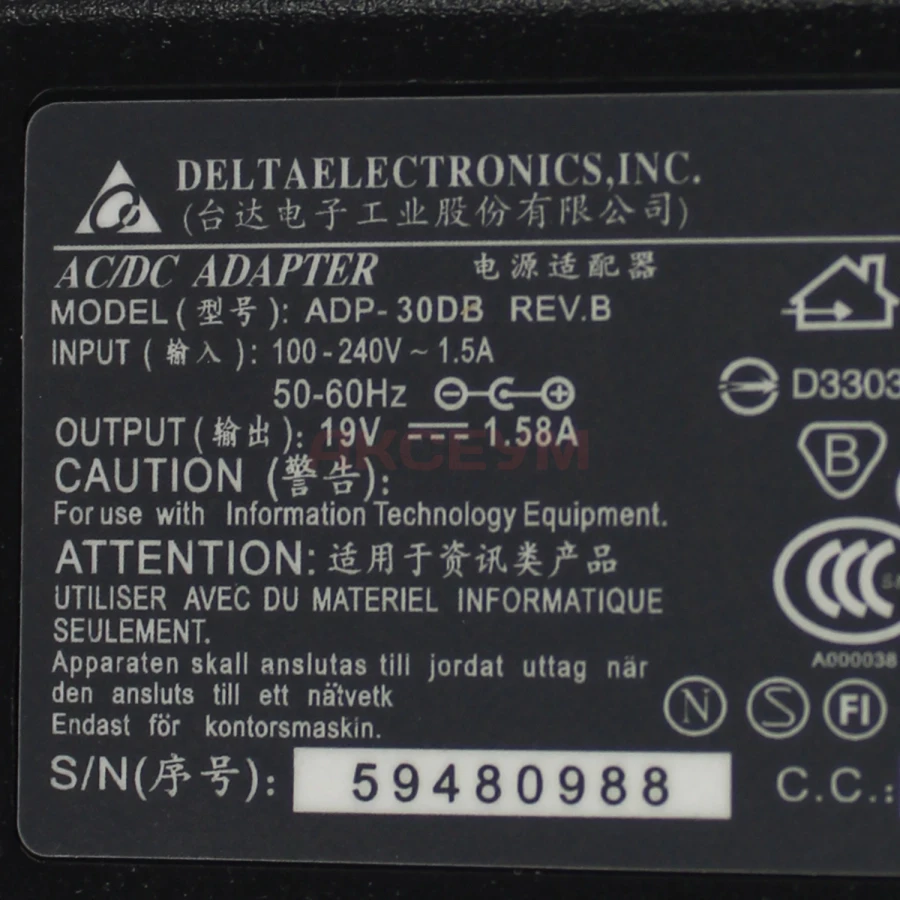 DELTAELECTRONICS,INC.
(台达电子工业股份有限公司)
AC/DC ADAPTER 电源适配器
MODEL(型号): ADP-30DB REV.B
INPUT (输入): 100-240V~1.5A
50-60Hz
D3303
OUTPUT(输出): 19V 1.58A
АКСЕУМ
B
CAUTION (警告):
For use with Information Technology Equipment.
ATTENTION: 适用于资讯类产品
CCC
UTILISER AVEC DU MATERIEL INFORMATIQUE
SEULEMENT.
A000038
Apparaten skall anslutas till jordat uttag när
den ansluts till ett nätvetk
Endast för kontorsmaskin.
N S FI
S/N(序号): 59480988
C.C.: